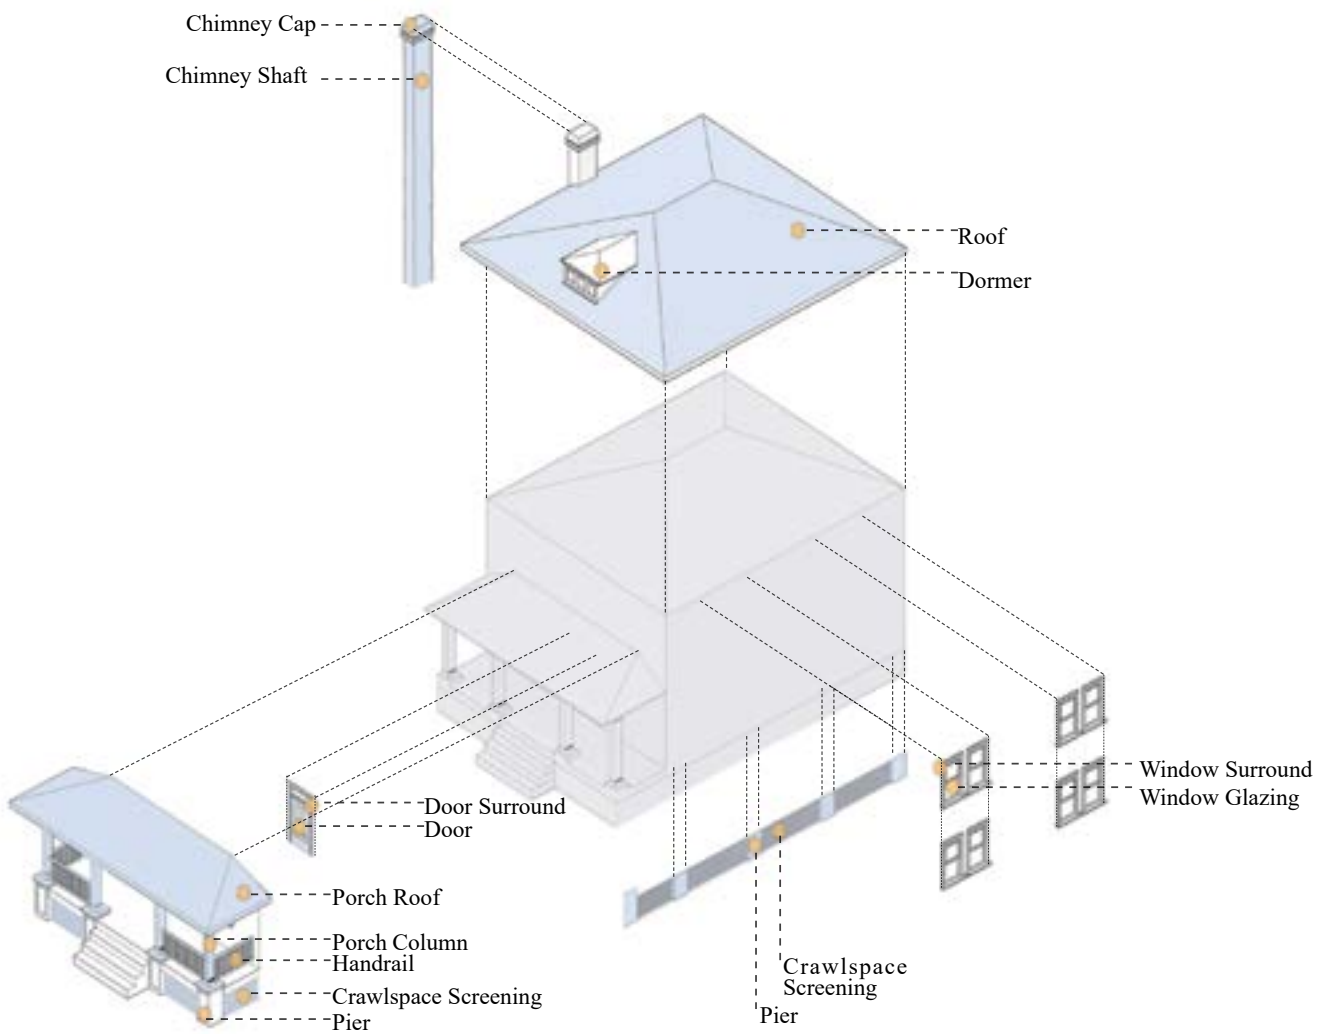 Chimney Cap
Chimney Shaft
Roof
Dormer
Window Surround
Window Glazing
Door Surround
Door
Porch Roof
Porch Column
Handrail
Crawlspace
Screening
Crawlspace Screening
Pier
Pier